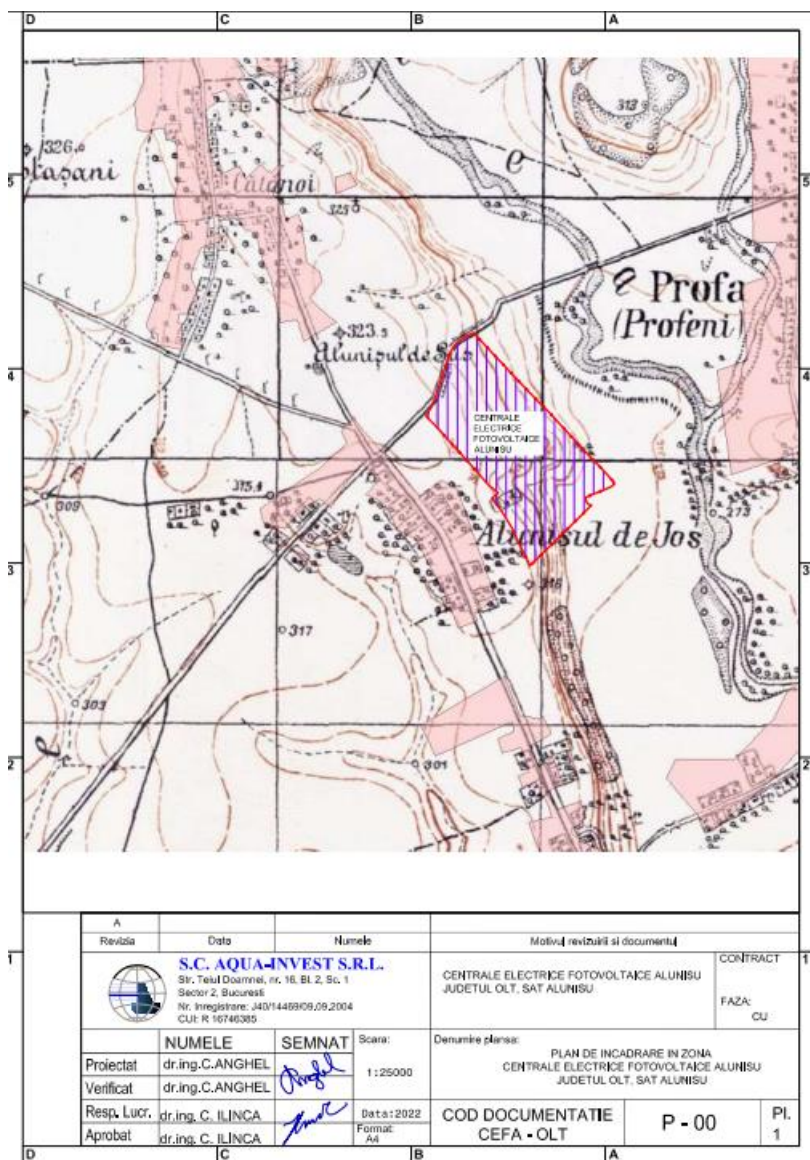 D C B A
313
326.
5 5
Catanoi
325
Profa
(Profeni)
323.5
4 4
CENTRALE
ELECTRICE
FOTOVOLTAICE
ALUNISU
315,4
309
273
Alunișul de Jos
3 3
316
317
303
301
2 2
A
Revizia Data Numele Motivul revizuirii si documentul
1 1
S.C. AQUA-INVEST S.R.L.
Str. Teiul Doamnei, nr. 16, Bl. 2, Sc. 1
Sector 2, Bucuresti
Nr. Inregistrare: J40/14469/09.09.2004
CUI: R 16746385
CENTRALE ELECTRICE FOTOVOLTAICE ALUNISU
JUDETUL OLT, SAT ALUNISU
CONTRACT
FAZA:
CU
NUMELE SEMNAT Scara:
1:25000
Proiectat dr.ing.C.ANGHEL
Verificat dr.ing.C.ANGHEL
Resp. Lucr. dr.ing. C. ILINCA Data:2022
Aprobat dr.ing. C. ILINCA Format:
A4
Denumire plansa:
PLAN DE INCADRARE IN ZONA
CENTRALE ELECTRICE FOTOVOLTAICE ALUNISU
JUDETUL OLT, SAT ALUNISU
COD DOCUMENTATIE
CEFA - OLT
P - 00
Pl.
1
D C B A